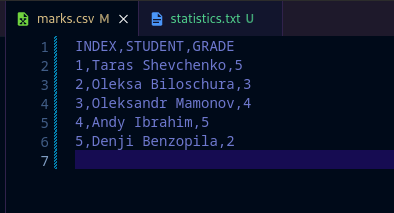 marks.csv M
statistics.txt U
1 INDEX,STUDENT,GRADE
2 1,Taras Shevchenko,5
3 2,Oleksa Biloschura,3
4 3,Oleksandr Mamonov,4
5 4,Andy Ibrahim,5
6 5,Denji Benzopila,2
7